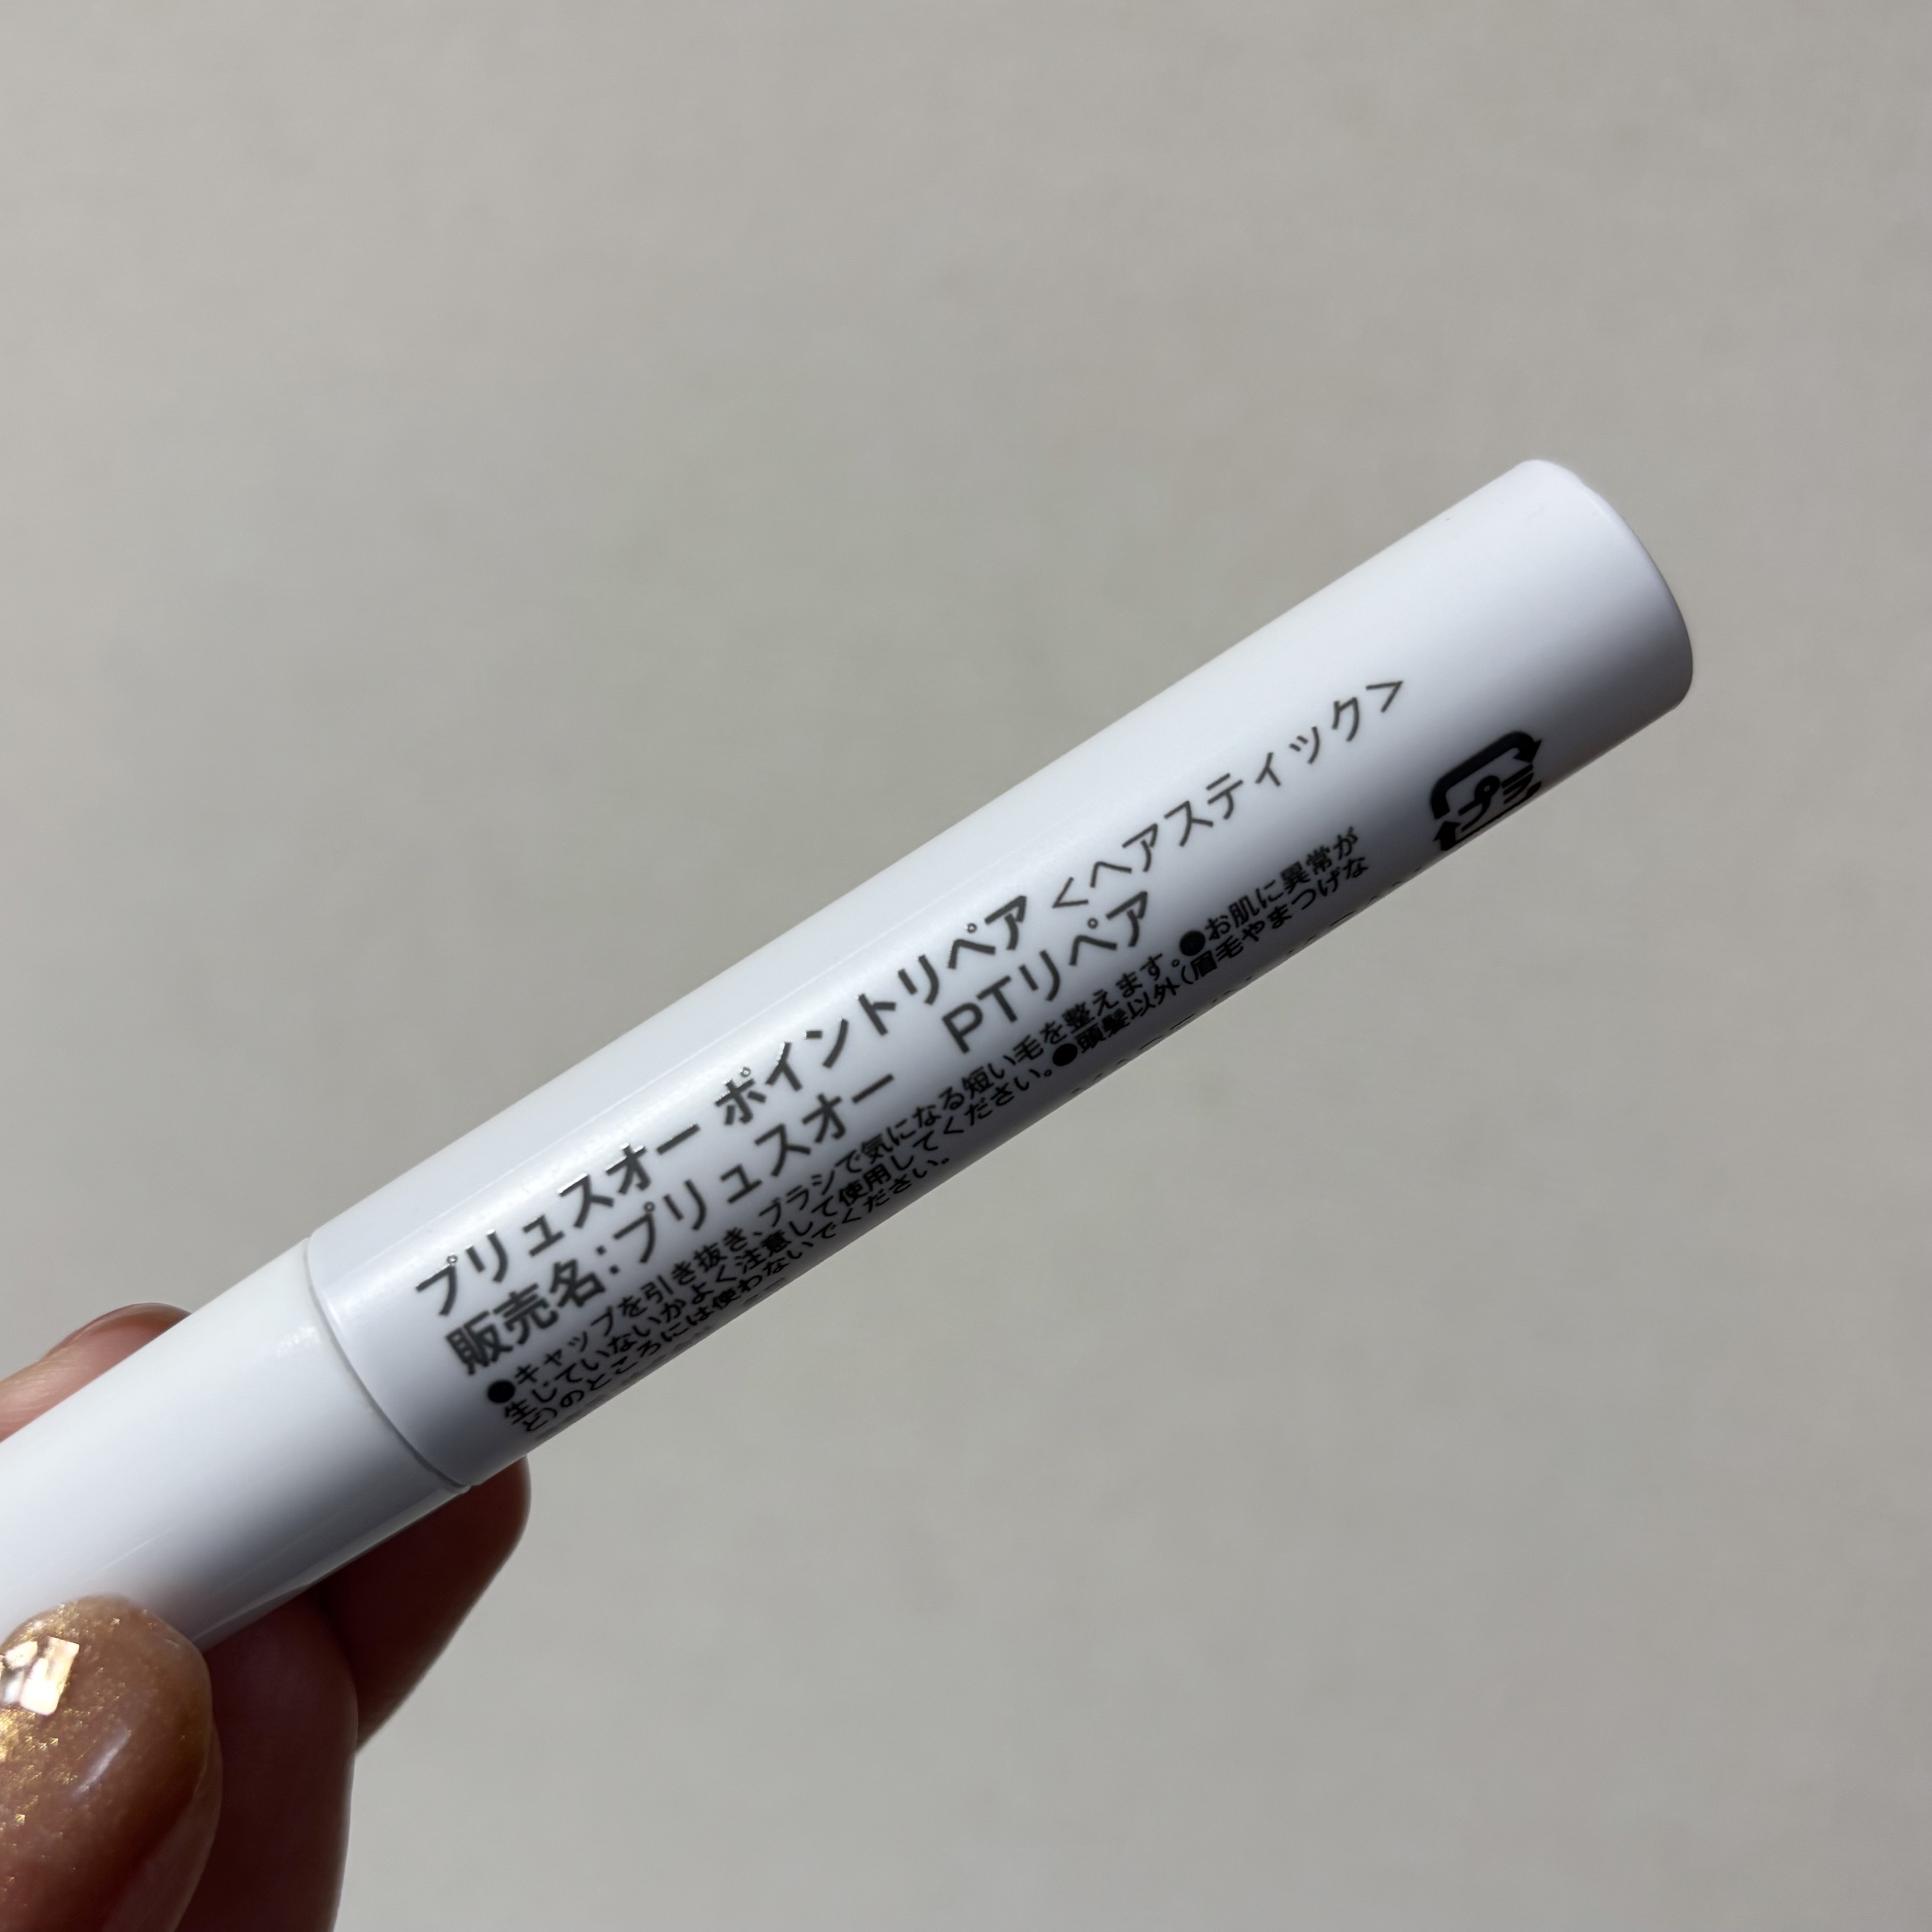 プリュスオー ポイントリペア <ヘアスティック>
販売名:プリュスオー PTリペア
●キャップを引き抜き、ブラシで気になる短い毛を整えます。●お肌に異常が
生じていないかよく注意して使用してください。●頭髪以外(眉毛やまつげな
ど)のところには使わないでください。
プラ